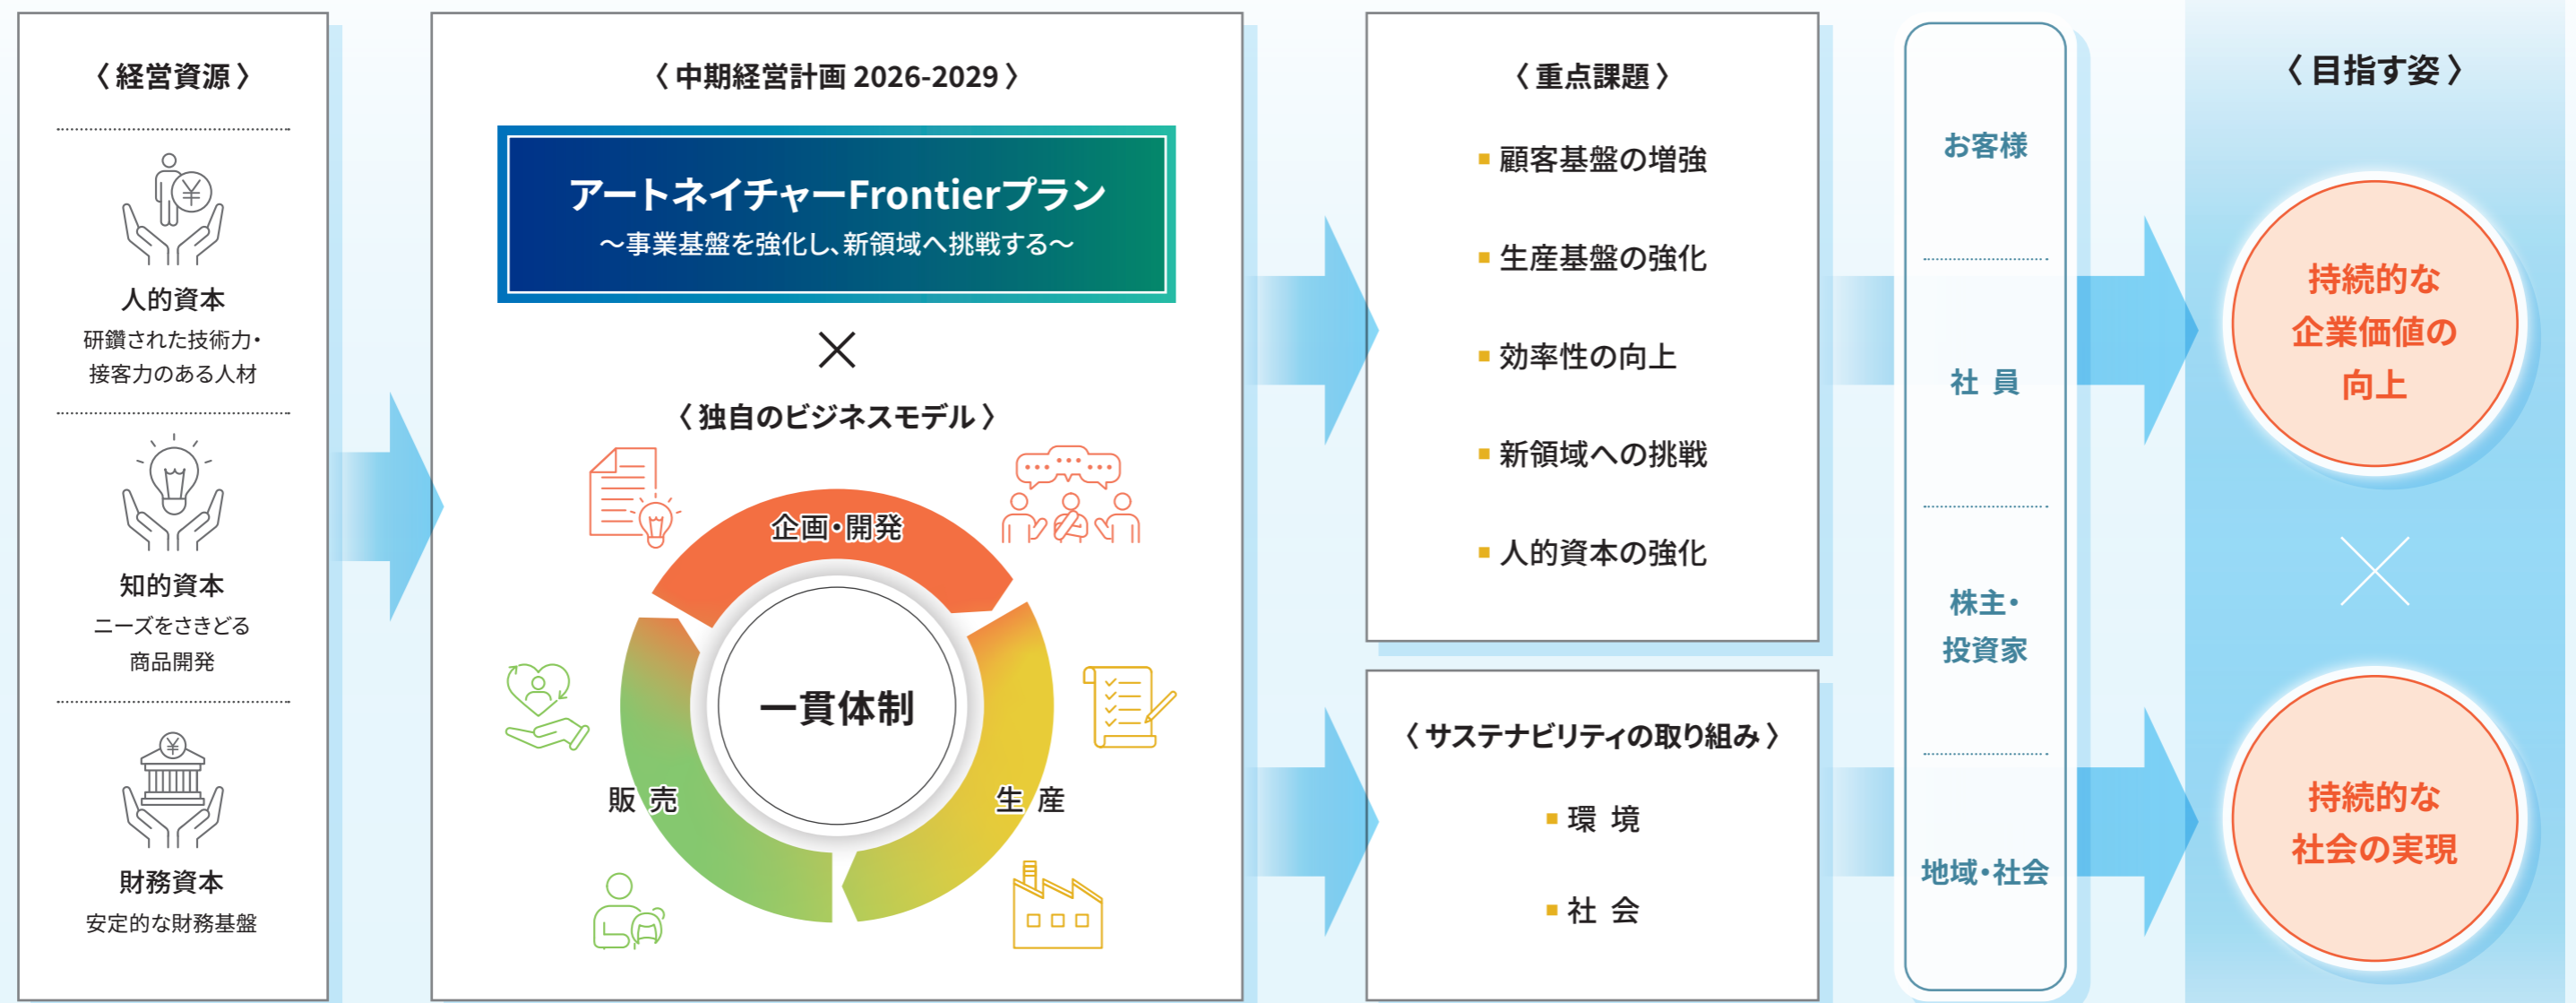 〈 経営資源 〉
人的資本
研鑽された技術力・
接客力のある人材
知的資本
ニーズをさきどる
商品開発
財務資本
安定的な財務基盤
〈 中期経営計画 2026-2029 〉
アートネイチャーFrontierプラン
～事業基盤を強化し、新領域へ挑戦する～
×
〈 独自のビジネスモデル 〉
企画・開発
一貫体制
販 売
生 産
〈 重点課題 〉
▪ 顧客基盤の増強
▪ 生産基盤の強化
▪ 効率性の向上
▪ 新領域への挑戦
▪ 人的資本の強化
〈 サステナビリティの取り組み 〉
▪ 環 境
▪ 社 会
お客様
社 員
株主・
投資家
地域・社会
〈 目指す姿 〉
持続的な
企業価値の
向上
×
持続的な
社会の実現